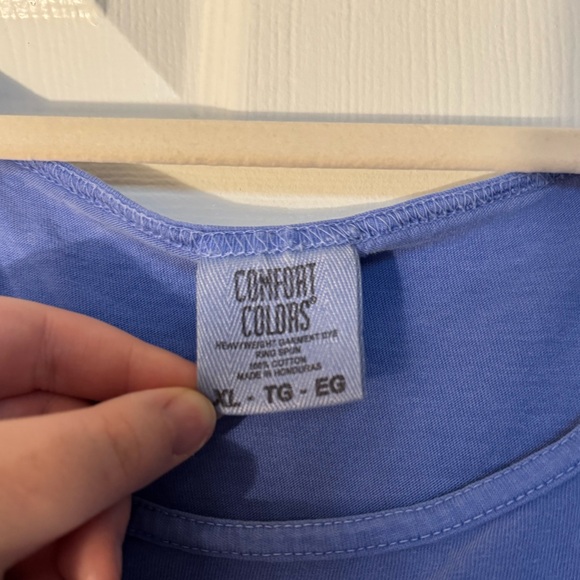 COMFORT
COLORS®
HEAVYWEIGHT GARMENT DYE
RING SPUN
100% COTTON
MADE IN HONDURAS
XL - TG - EG